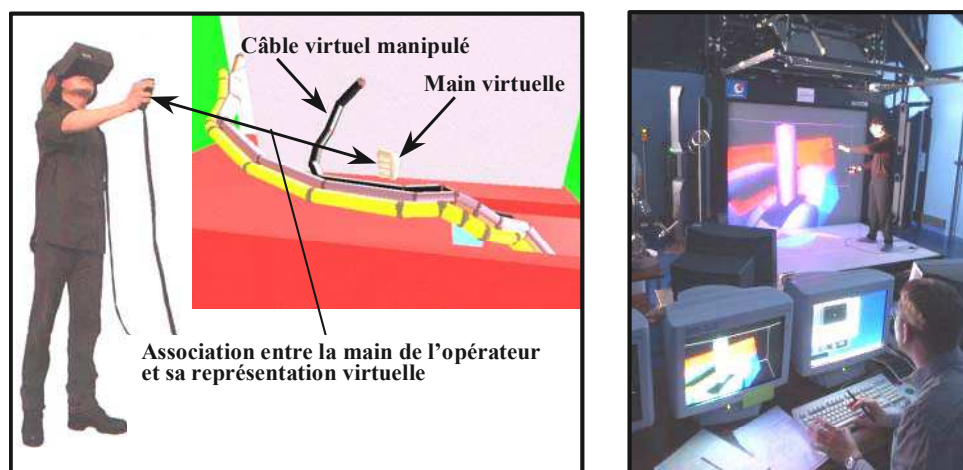 Câble virtuel manipulé
Main virtuelle
Association entre la main de l’opérateur
et sa représentation virtuelle